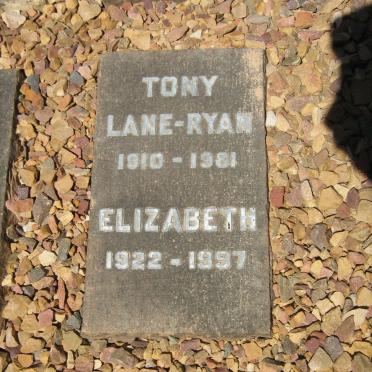 TONY
LANE-RYAN
1910 - 1981
ELIZABETH
1922 - 1997